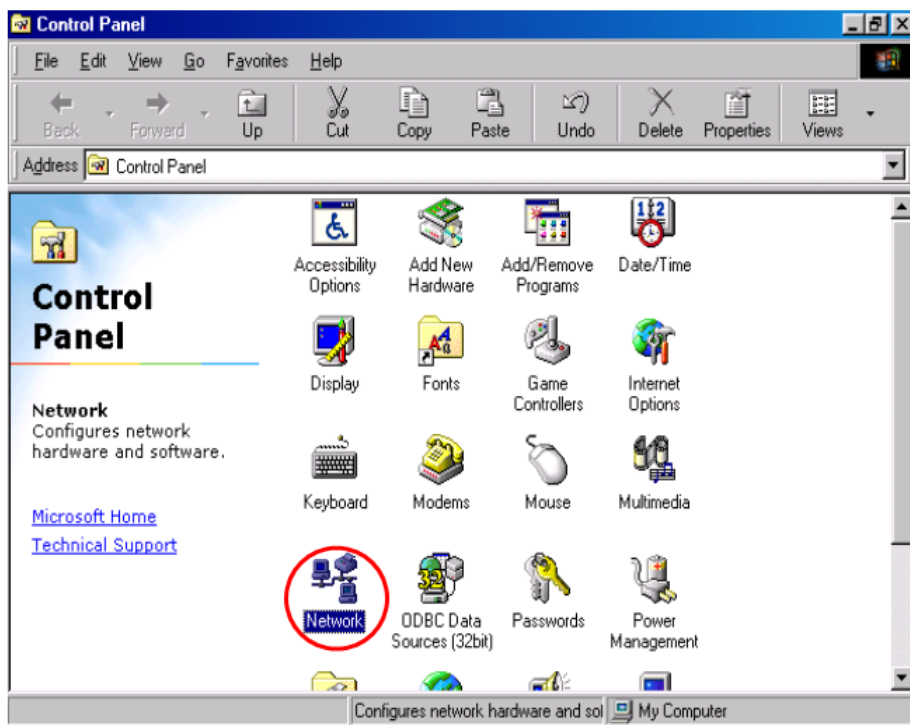 Control Panel
File Edit View Go Favorites Help
Back Forward Up Cut Copy Paste Undo Delete Properties Views
Address Control Panel
Control
Panel
Network
Configures network
hardware and software.
Microsoft Home
Technical Support
Accessibility
Options
Add New
Hardware
Add/Remove
Programs
Date/Time
Display
Fonts
Game
Controllers
Internet
Options
Keyboard
Modems
Mouse
Multimedia
Network
ODBC Data
Sources (32bit)
Passwords
Power
Management
Configures network hardware and sol My Computer